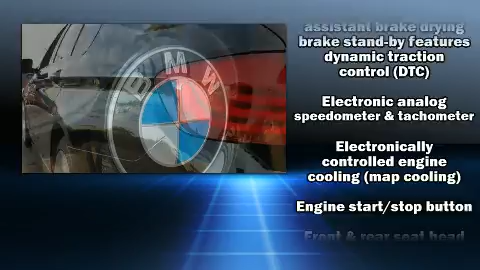 BMW
assistant brake drying
brake stand-by features
dynamic traction
control (DTC)
Electronic analog
speedometer & tachometer
Electronically
controlled engine
cooling (map cooling)
Engine start/stop button
Front & rear seat head